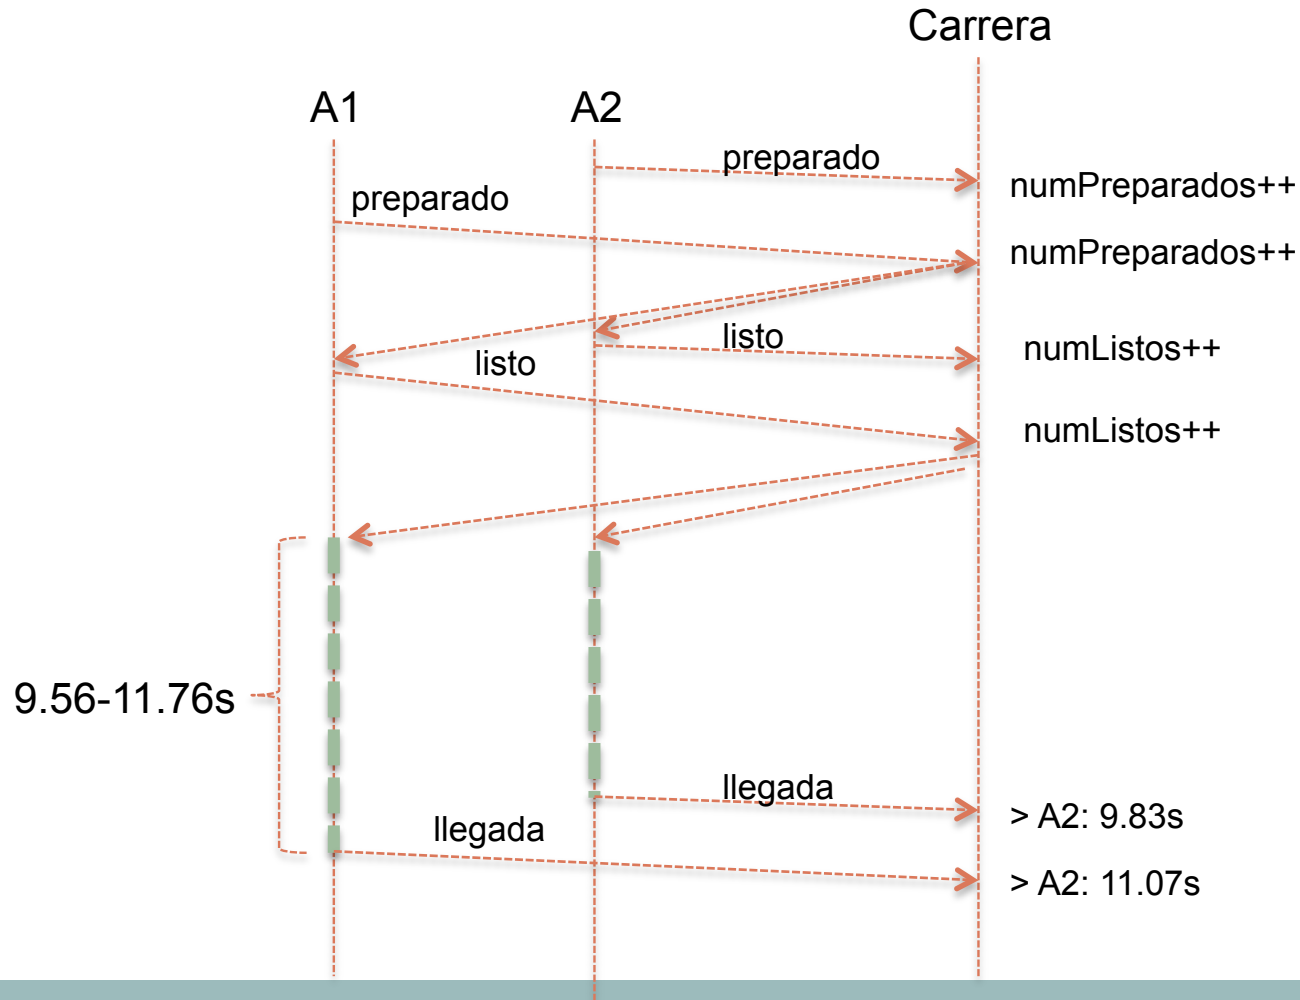 Carrera
A1
A2
preparado
numPreparados++
preparado
numPreparados++
listo
numListos++
listo
numListos++
9.56-11.76s
llegada
> A2: 9.83s
llegada
> A2: 11.07s